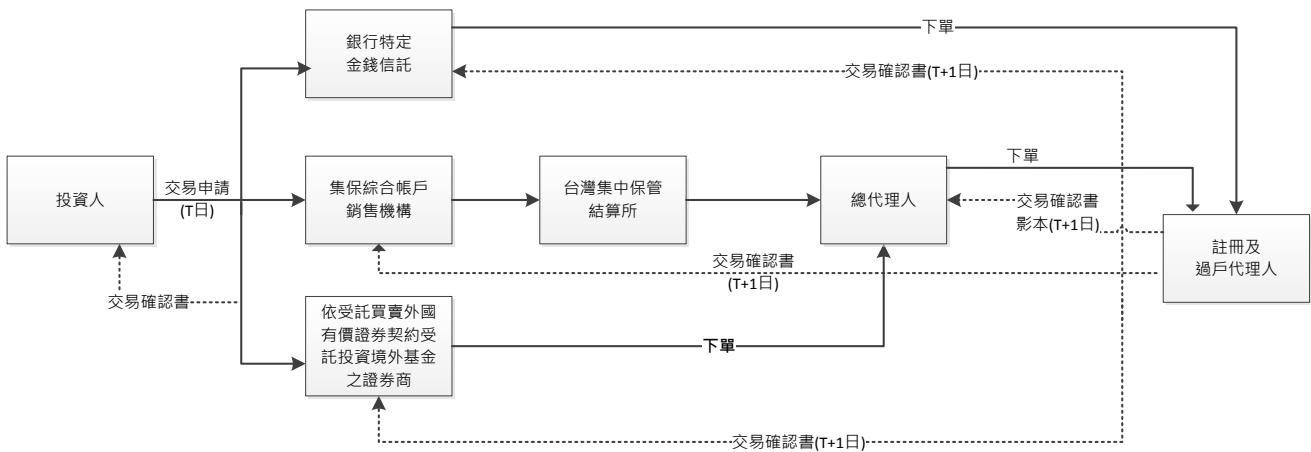 下單
銀行特定
金錢信託
交易確認書(T+1日)
下單
投資人
交易申請
(T日)
集保綜合帳戶
銷售機構
台灣集中保管
結算所
總代理人
交易確認書
影本(T+1日)
註冊及
過戶代理人
交易確認書
(T+1日)
交易確認書
依受託買賣外國
有價證券契約受
託投資境外基金
之證券商
下單
交易確認書(T+1日)